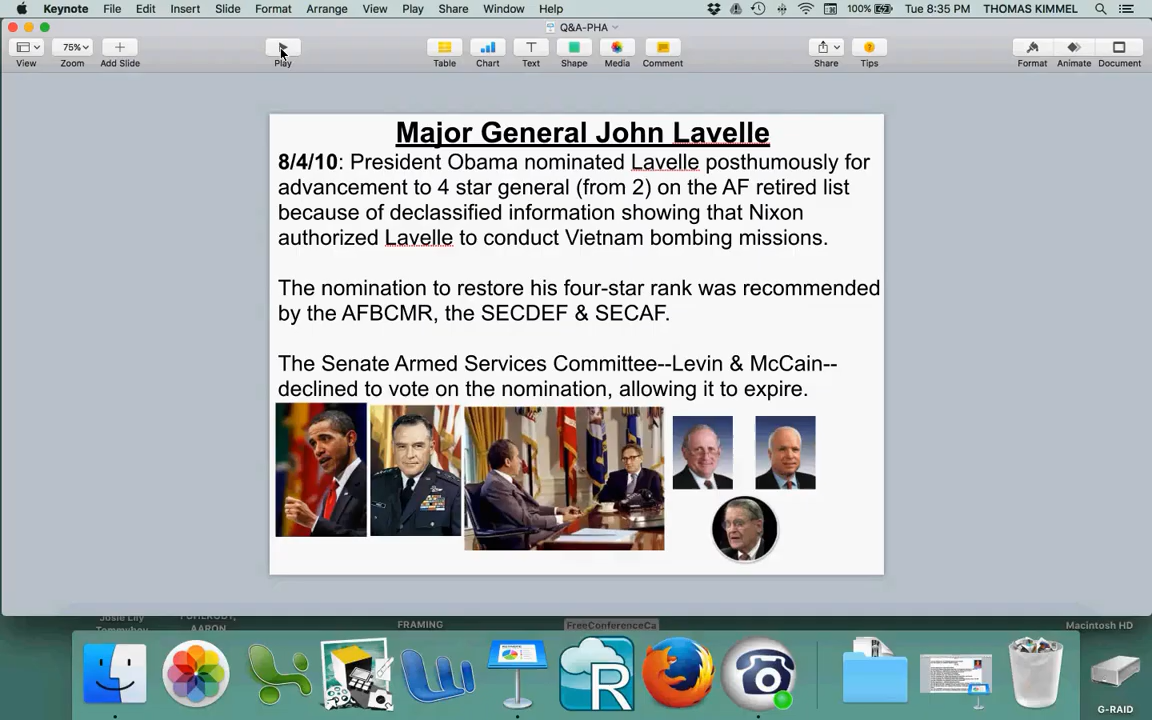 Keynote File Edit Insert Slide Format Arrange View Play Share Window Help 100% Tue 8:35 PM THOMAS KIMMEL
Q&A-PHA
75%
View Zoom Add Slide Play Table Chart Text Shape Media Comment Share Tips Format Animate Document
Major General John Lavelle
8/4/10: President Obama nominated Lavelle posthumously for
advancement to 4 star general (from 2) on the AF retired list
because of declassified information showing that Nixon
authorized Lavelle to conduct Vietnam bombing missions.
The nomination to restore his four-star rank was recommended
by the AFBCMR, the SECDEF & SECAF.
The Senate Armed Services Committee--Levin & McCain--
declined to vote on the nomination, allowing it to expire.
Josie Lily
AARON
FRAMING
FreeConferenceCa
Macintosh HD
R
G-RAID